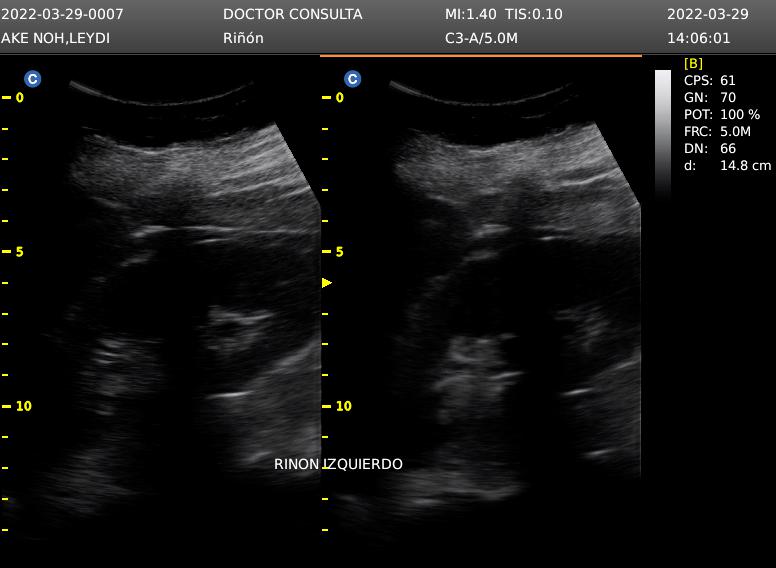 2022-03-29-0007 DOCTOR CONSULTA MI:1.40 TIS:0.10 2022-03-29
AKE NOH,LEYDI Riñón C3-A/5.0M 14:06:01
[B]
C C CPS: 61
0 0 GN: 70
POT: 100 %
FRC: 5.0M
DN: 66
d: 14.8 cm
5 5
10 10
RINON IZQUIERDO